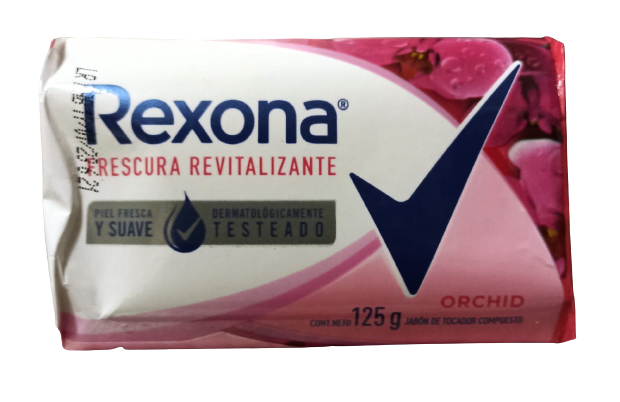 Rexona®
FRESCURA REVITALIZANTE
PIEL FRESCA
Y SUAVE
DERMATOLÓGICAMENTE
TESTEADO
ORCHID
CONT. NETO 125 g JABÓN DE TOCADOR COMPUESTO